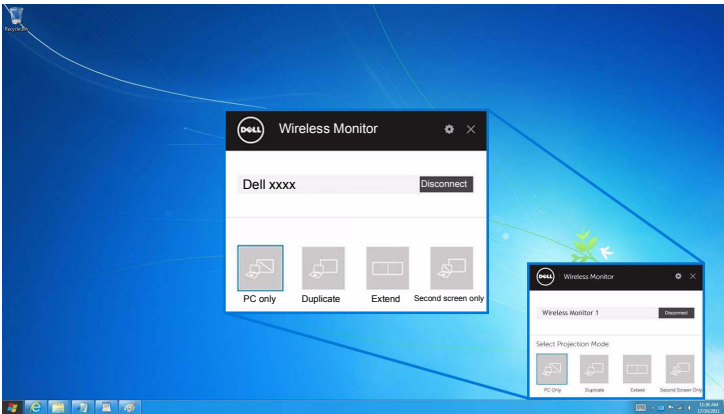 Recycle Bin
DELL Wireless Monitor
Dell xxxx Disconnect
PC only Duplicate Extend Second screen only
DELL Wireless Monitor
Wireless Monitor 1 Disconnect
Select Projection Mode
PC Only Duplicate Extend Second Screen Only